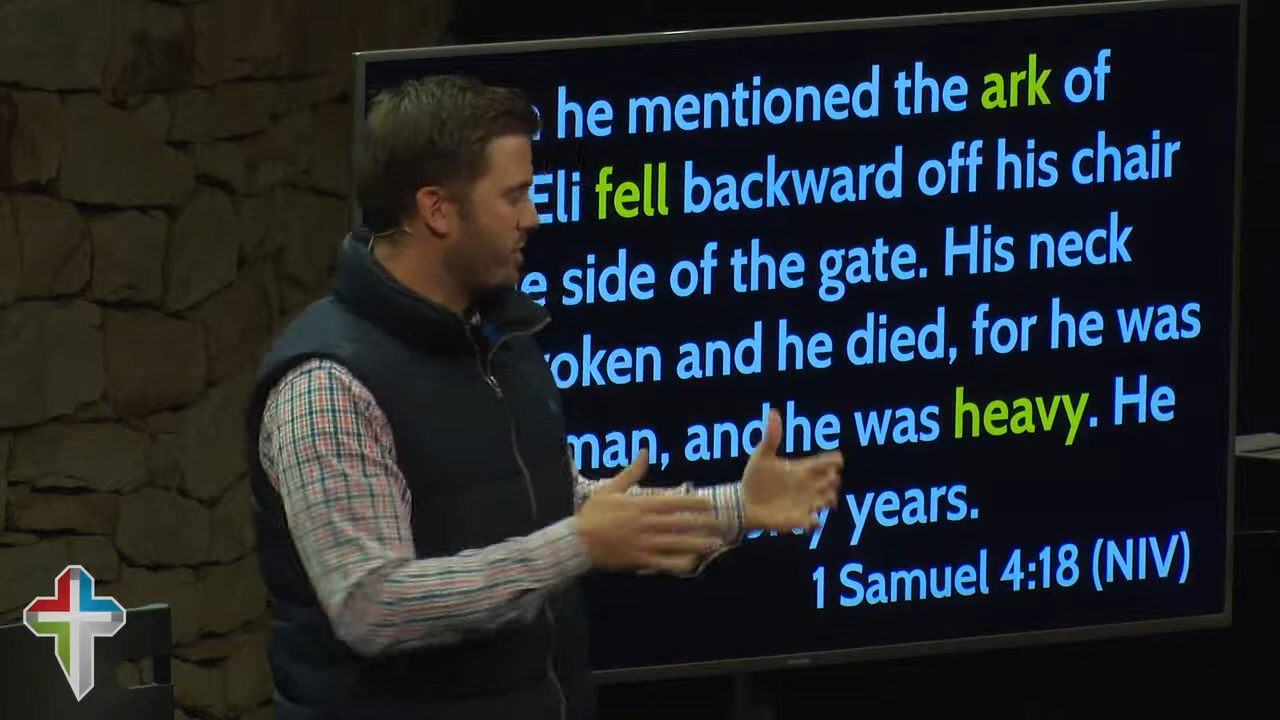 he mentioned the ark of
Eli fell backward off his chair
side of the gate. His neck
and he died, for he was
man, and he was heavy. He
years.
1 Samuel 4:18 (NIV)